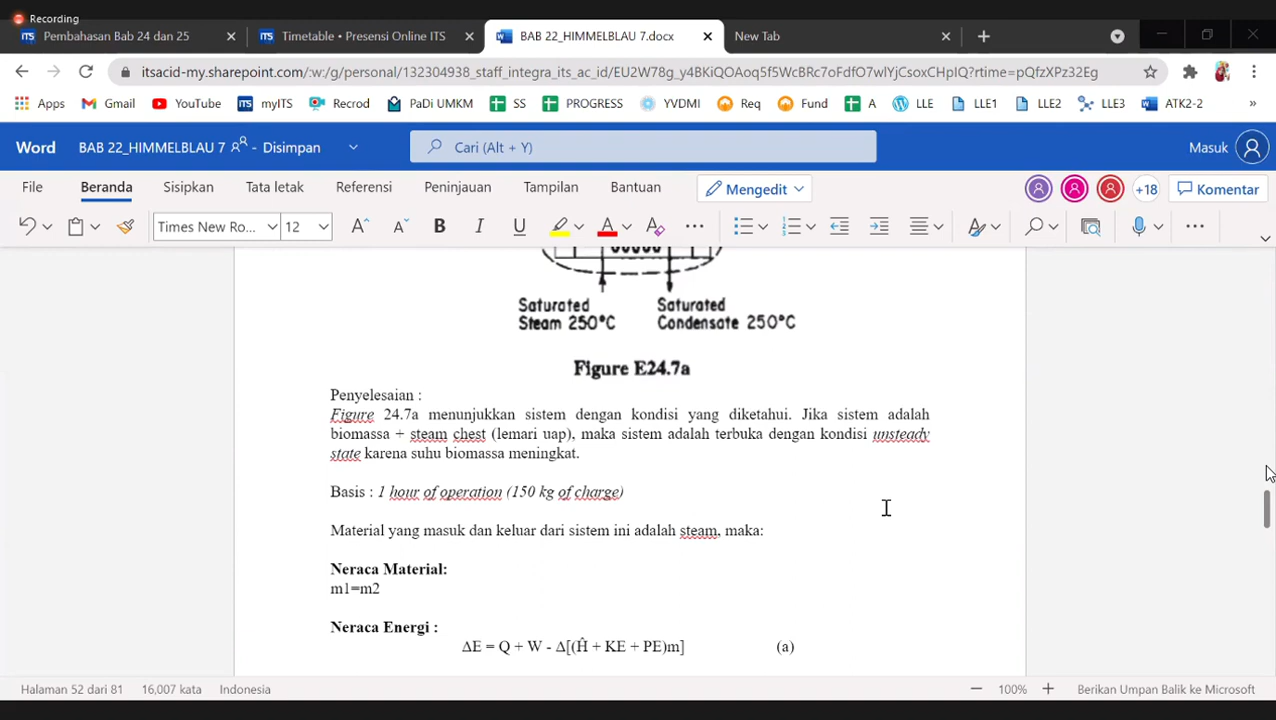 Recording
ITS Pembahasan Bab 24 dan 25
ITS Timetable • Presensi Online ITS
BAB 22_HIMMELBLAU 7.docx
New Tab
itsacid-my.sharepoint.com/:w:/g/personal/132304938_staff_integra_its_ac_id/EU2W78g_y4BKiQOAoq5f5WcBRc7oFdfO7wlYjCsoxCHpIQ?rtime=pQfzXPz32Eg
Apps Gmail YouTube ITS myITS Recrod PaDi UMKM SS PROGRESS YVDMI Req Fund A LLE LLE1 LLE2 LLE3 ATK2-2 »
Word BAB 22_HIMMELBLAU 7 - Disimpan Cari (Alt + Y) Masuk
File Beranda Sisipkan Tata letak Referensi Peninjauan Tampilan Bantuan Mengedit +18 Komentar
Times New Ro... 12 B I U
Saturated Saturated
Steam 250°C Condensate 250°C
Figure E24.7a
Penyelesaian :
Figure 24.7a menunjukkan sistem dengan kondisi yang diketahui. Jika sistem adalah
biomassa + steam chest (lemari uap), maka sistem adalah terbuka dengan kondisi unsteady
state karena suhu biomassa meningkat.
Basis : 1 hour of operation (150 kg of charge)
Material yang masuk dan keluar dari sistem ini adalah steam, maka:
Neraca Material:
m1=m2
Neraca Energi :
ΔE = Q + W - Δ[(Ĥ + KE + PE)m] (a)
Halaman 52 dari 81 16,007 kata Indonesia 100% Berikan Umpan Balik ke Microsoft